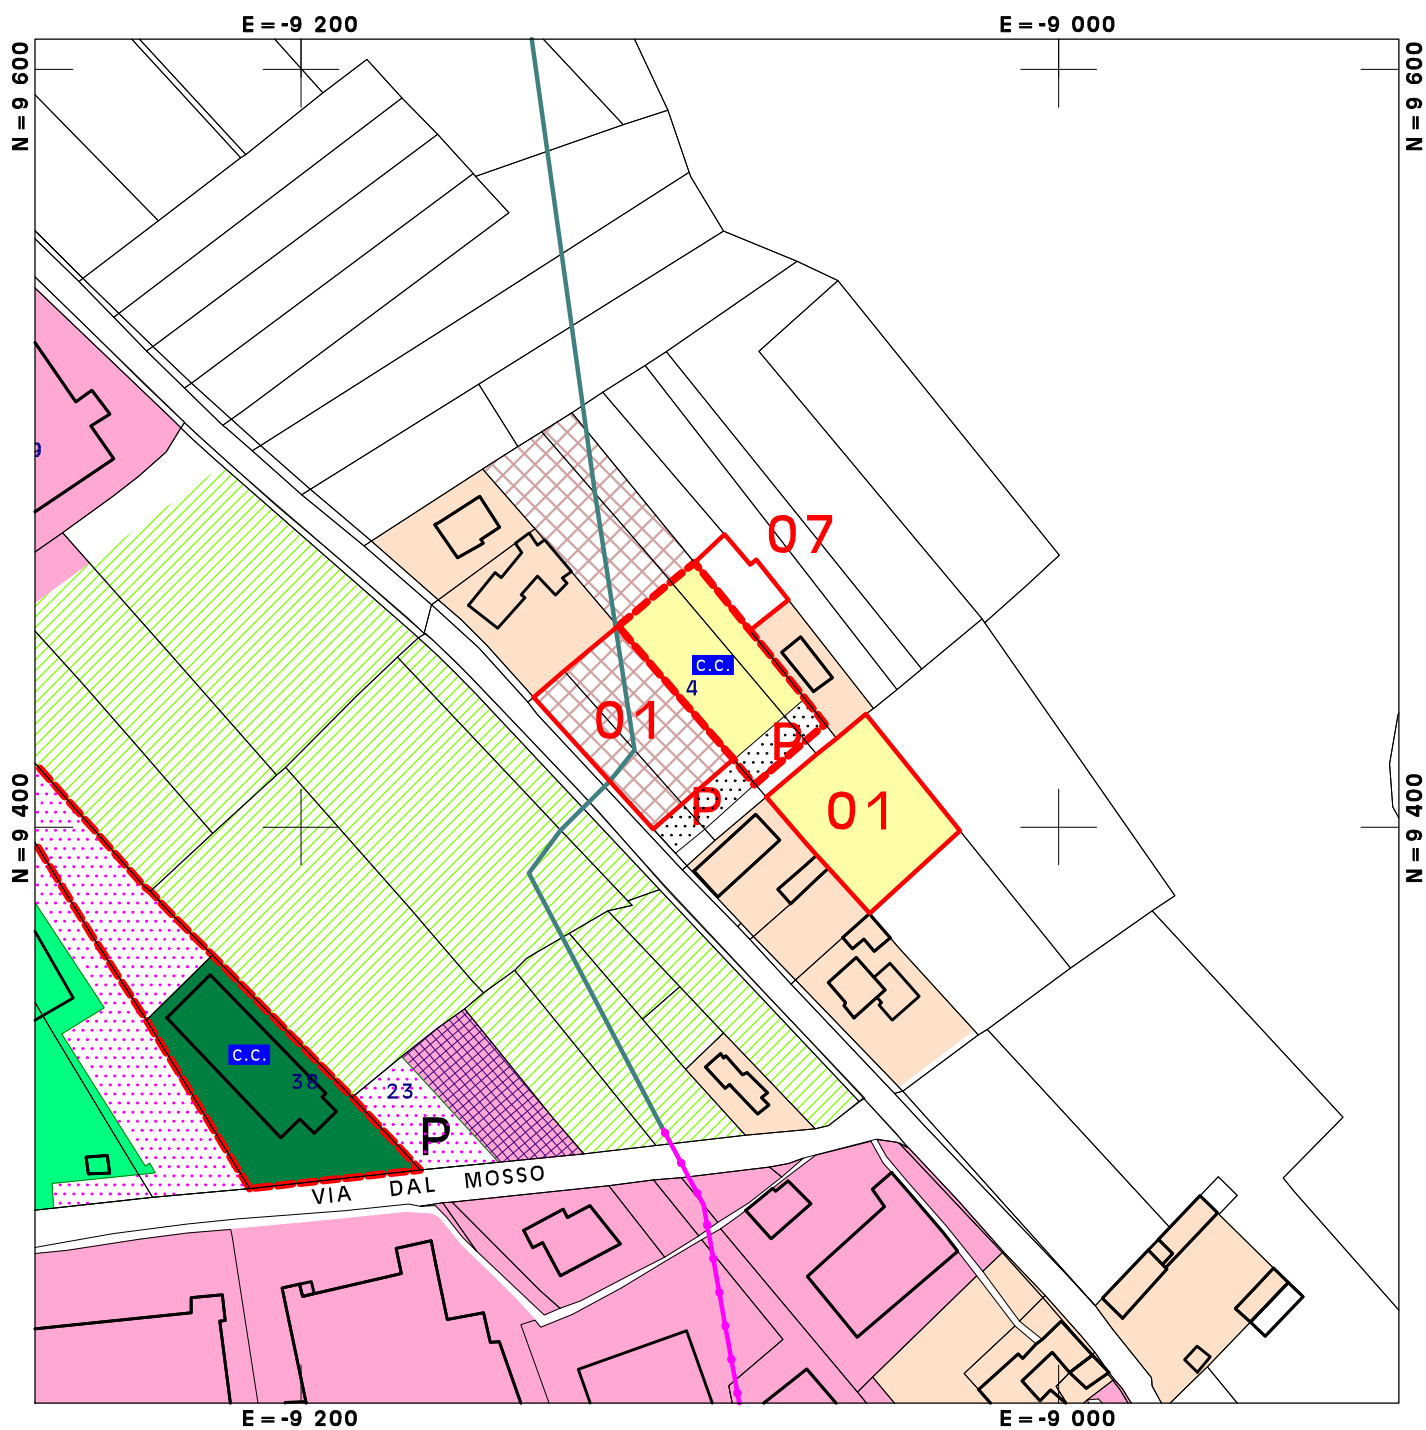 E = -9 200
E = -9 000
N = 9 600
N = 9 600
9
07
C.C.
4
01
P
P
01
N = 9 400
N = 9 400
C.C.
38
23
P
VIA DAL MOSSO
E = -9 200
E = -9 000